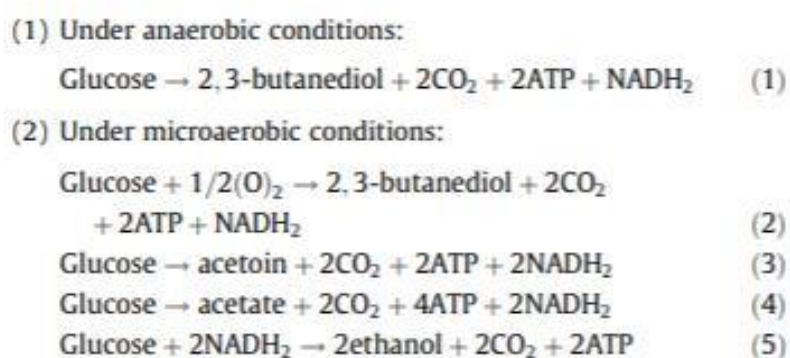 (1) Under anaerobic conditions:
Glucose → 2,3-butanediol + 2CO₂ + 2ATP + NADH₂ (1)
(2) Under microaerobic conditions:
Glucose + 1/2(O)₂ → 2,3-butanediol + 2CO₂
+ 2ATP + NADH₂ (2)
Glucose → acetoin + 2CO₂ + 2ATP + 2NADH₂ (3)
Glucose → acetate + 2CO₂ + 4ATP + 2NADH₂ (4)
Glucose + 2NADH₂ → 2ethanol + 2CO₂ + 2ATP (5)